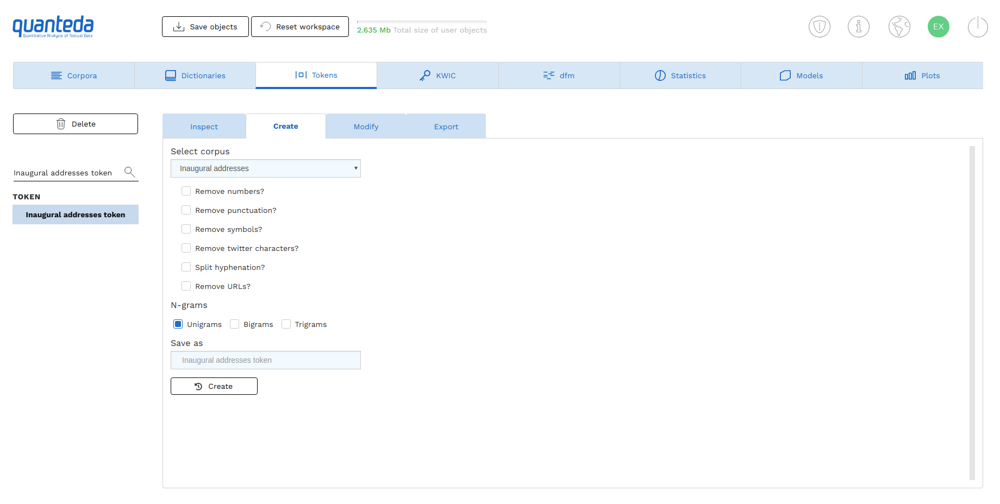 quanteda
Quantitative Analysis of Textual Data
Save objects
Reset workspace
2.635 Mb Total size of user objects
EX
Corpora
Dictionaries
Tokens
KWIC
dfm
Statistics
Models
Plots
Delete
Inaugural addresses token
TOKEN
Inaugural addresses token
Inspect
Create
Modify
Export
Select corpus
Inaugural addresses
Remove numbers?
Remove punctuation?
Remove symbols?
Remove twitter characters?
Split hyphenation?
Remove URLs?
N-grams
Unigrams
Bigrams
Trigrams
Save as
Inaugural addresses token
Create